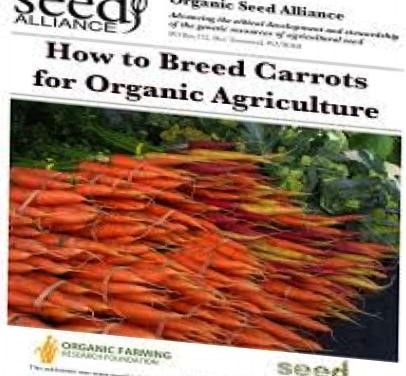 seed
ALLIANCE
Organic Seed Alliance
Advancing the ethical development and stewardship
of the genetic resources of agricultural seed
How to Breed Carrots
for Organic Agriculture
ORGANIC FARMING
RESEARCH FOUNDATION
seed